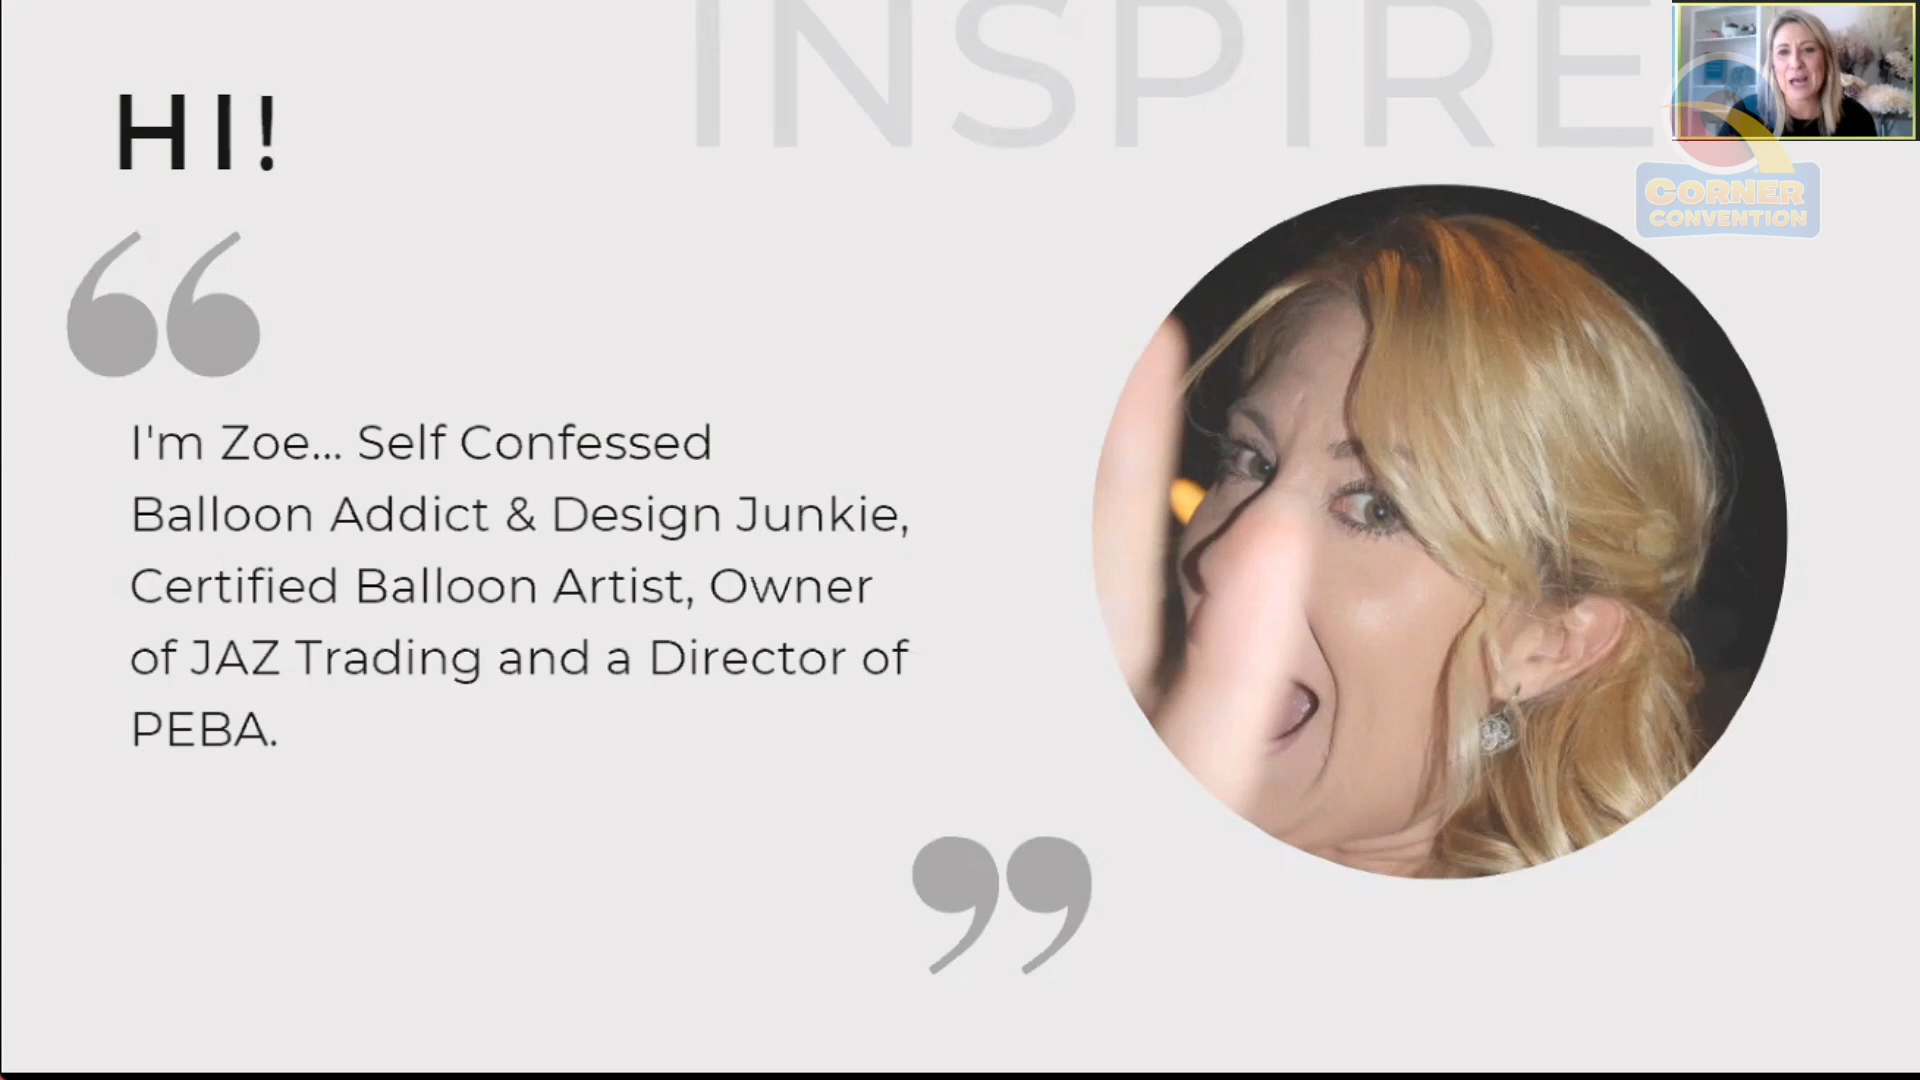 INSPIRE
HI!
I'm Zoe... Self Confessed
Balloon Addict & Design Junkie,
Certified Balloon Artist, Owner
of JAZ Trading and a Director of
PEBA.
CORNER
CONVENTION